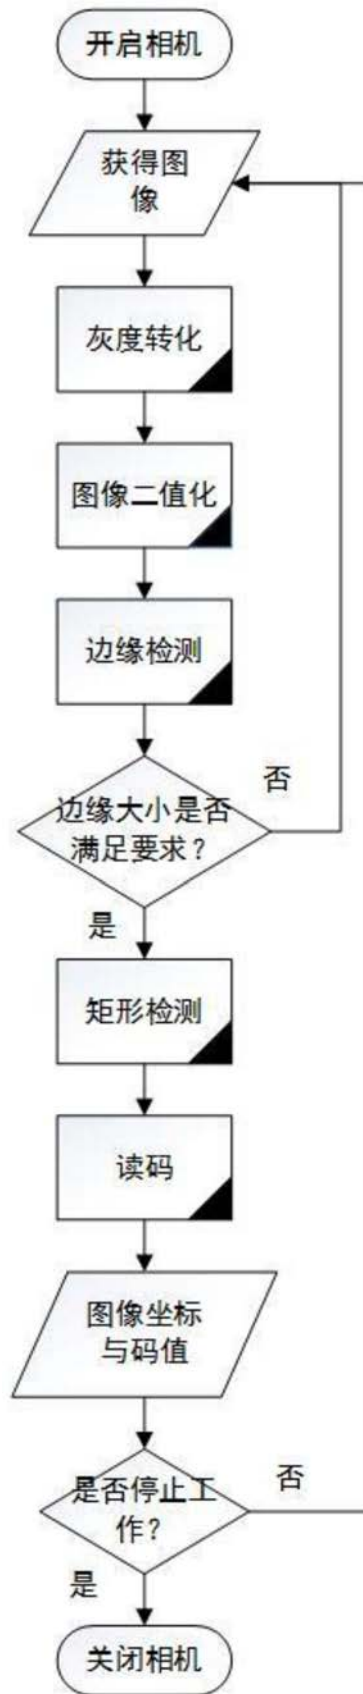 开启相机
获得图
像
灰度转化
图像二值化
边缘检测
边缘大小是否
满足要求？
否
是
矩形检测
读码
图像坐标
与码值
是否停止工
作？
否
是
关闭相机